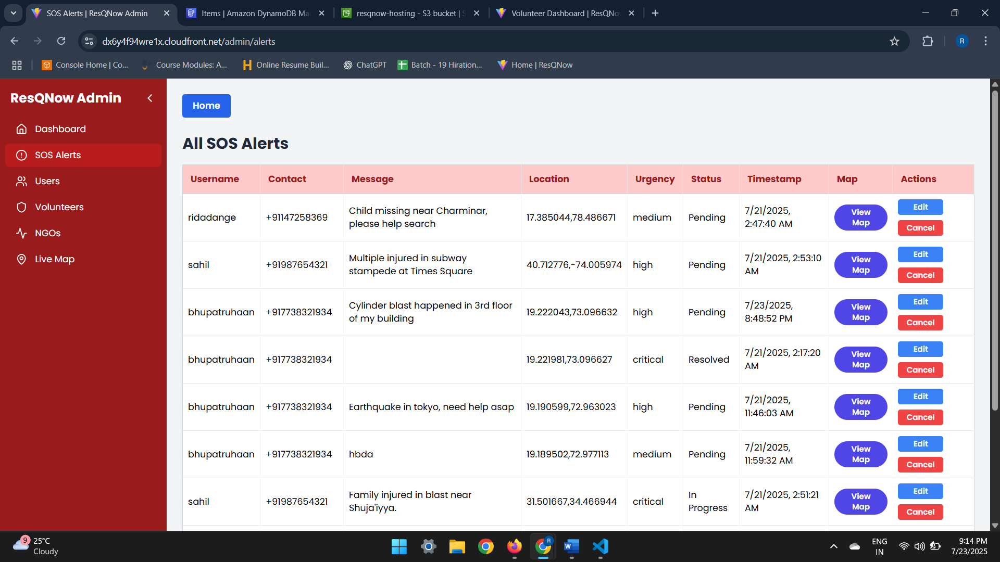 SOS Alerts | ResQNow Admin
Items | Amazon DynamoDB Ma
resqnow-hosting - S3 bucket |
Volunteer Dashboard | ResQNo
dx6y4f94wre1x.cloudfront.net/admin/alerts
R
Console Home | Co...
Course Modules: A...
Online Resume Buil...
ChatGPT
Batch - 19 Hiration...
Home | ResQNow
ResQNow Admin
Dashboard
SOS Alerts
Users
Volunteers
NGOs
Live Map
Home
All SOS Alerts
Username Contact Message Location Urgency Status Timestamp Map Actions
ridadange +91147258369 Child missing near Charminar, please help search 17.385044,78.486671 medium Pending 7/21/2025, 2:47:40 AM View Map Edit Cancel
sahil +91987654321 Multiple injured in subway stampede at Times Square 40.712776,-74.005974 high Pending 7/21/2025, 2:53:10 AM View Map Edit Cancel
bhupatruhaan +917738321934 Cylinder blast happened in 3rd floor of my building 19.222043,73.096632 high Pending 7/23/2025, 8:48:52 PM View Map Edit Cancel
bhupatruhaan +917738321934 19.221981,73.096627 critical Resolved 7/21/2025, 2:17:20 AM View Map Edit Cancel
bhupatruhaan +917738321934 Earthquake in tokyo, need help asap 19.190599,72.963023 high Pending 7/21/2025, 11:46:03 AM View Map Edit Cancel
bhupatruhaan +917738321934 hbda 19.189502,72.977113 medium Pending 7/21/2025, 11:59:32 AM View Map Edit Cancel
sahil +91987654321 Family injured in blast near Shuja'iyya. 31.501667,34.466944 critical In Progress 7/21/2025, 2:51:21 AM View Map Edit Cancel
9
25°C
Cloudy
R
W
ENG
IN
9:14 PM
7/23/2025